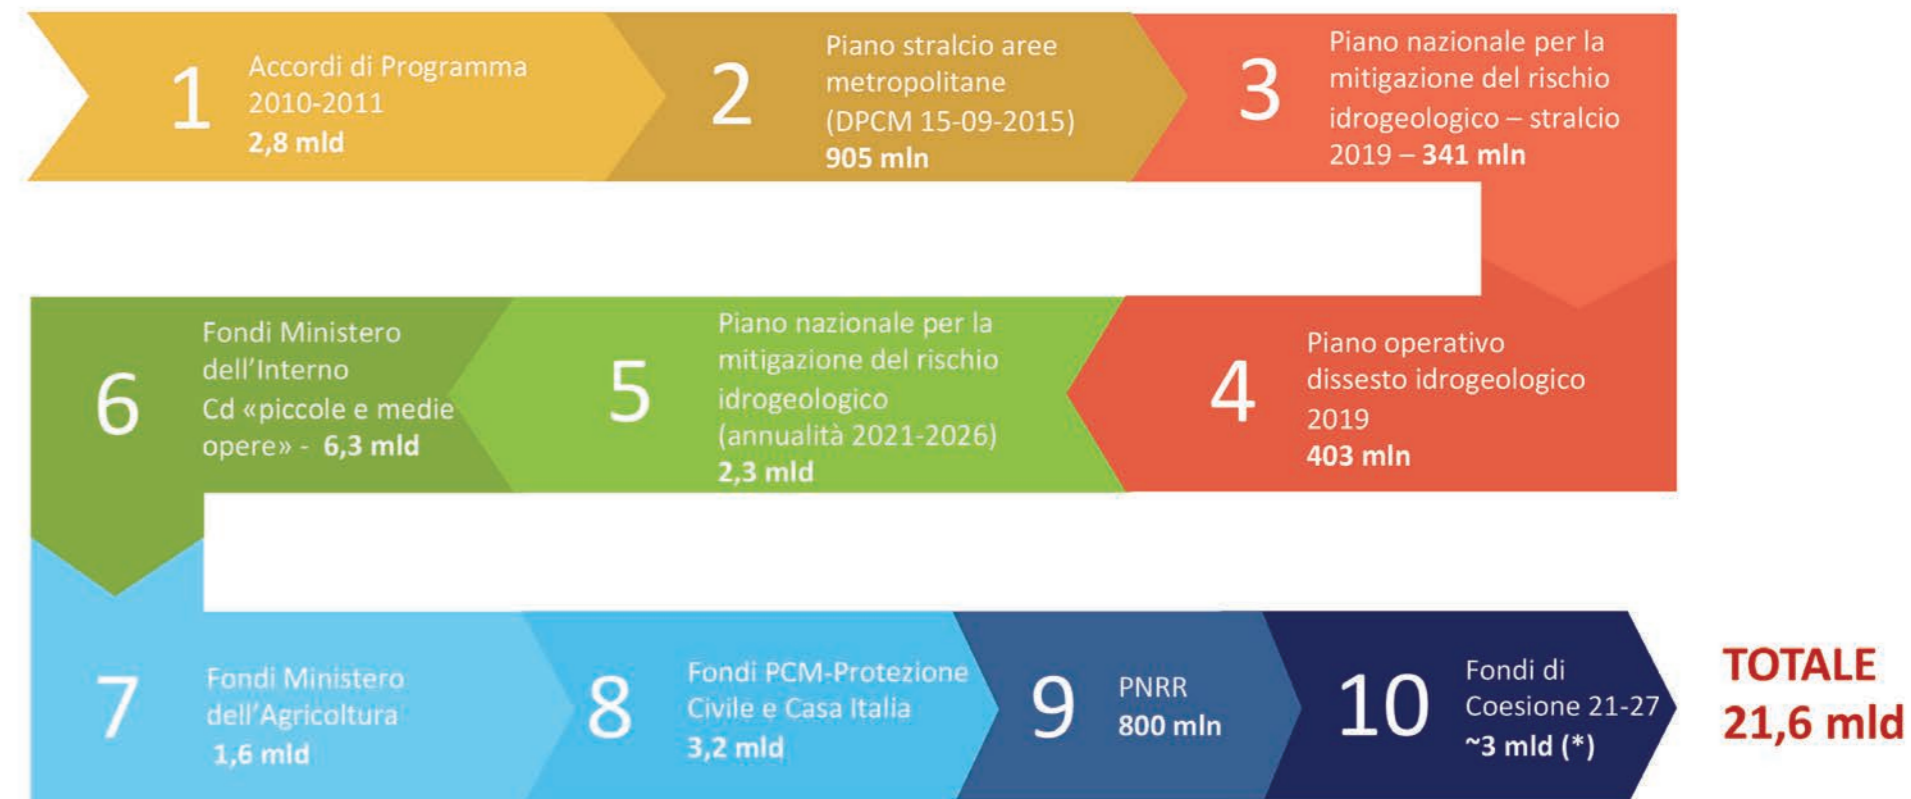 1
Accordi di Programma
2010-2011
2,8 mld
2
Piano stralcio aree
metropolitane
(DPCM 15-09-2015)
905 mln
3
Piano nazionale per la
mitigazione del rischio
idrogeologico – stralcio
2019 – 341 mln
4
Piano operativo
dissesto idrogeologico
2019
403 mln
5
Piano nazionale per la
mitigazione del rischio
idrogeologico
(annualità 2021-2026)
2,3 mld
6
Fondi Ministero
dell'Interno
Cd «piccole e medie
opere» - 6,3 mld
7
Fondi Ministero
dell'Agricoltura
1,6 mld
8
Fondi PCM-Protezione
Civile e Casa Italia
3,2 mld
9
PNRR
800 mln
10
Fondi di
Coesione 21-27
~3 mld (*)
TOTALE
21,6 mld